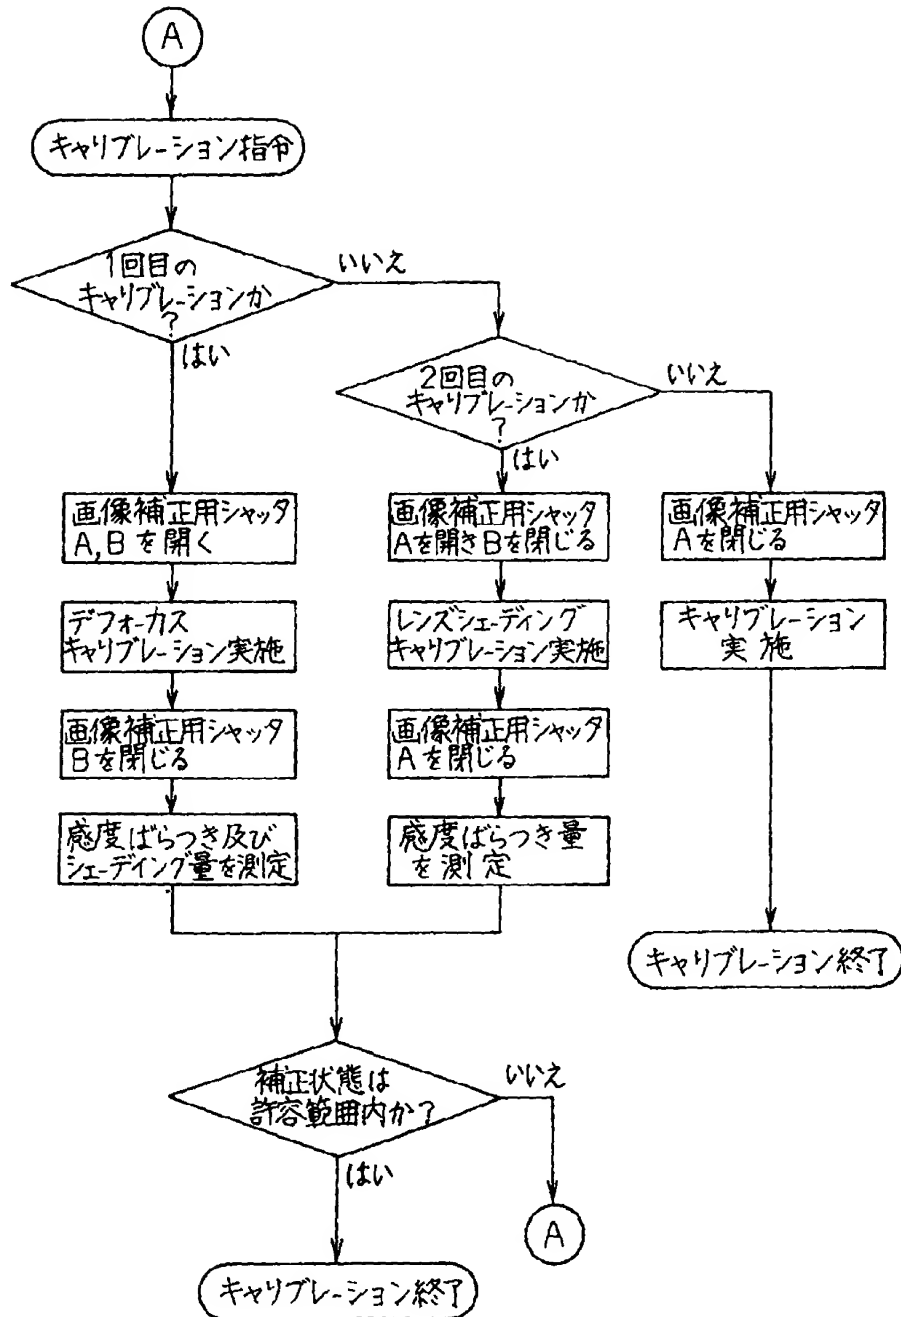 A
キャリブレーション指令
1回目の
キャリブレーションか
?
いいえ
はい
2回目の
キャリブレーションか
?
いいえ
はい
画像補正用シャッタ
A,Bを開く
デフォーカス
キャリブレーション実施
画像補正用シャッタ
Bを閉じる
感度ばらつき及び
シェーディング量を測定
画像補正用シャッタ
Aを開きBを閉じる
レンズシェーディング
キャリブレーション実施
画像補正用シャッタ
Aを閉じる
感度ばらつき量
を測定
画像補正用シャッタ
Aを閉じる
キャリブレーション
実施
キャリブレーション終了
補正状態は
許容範囲内か?
いいえ
はい
A
キャリブレーション終了